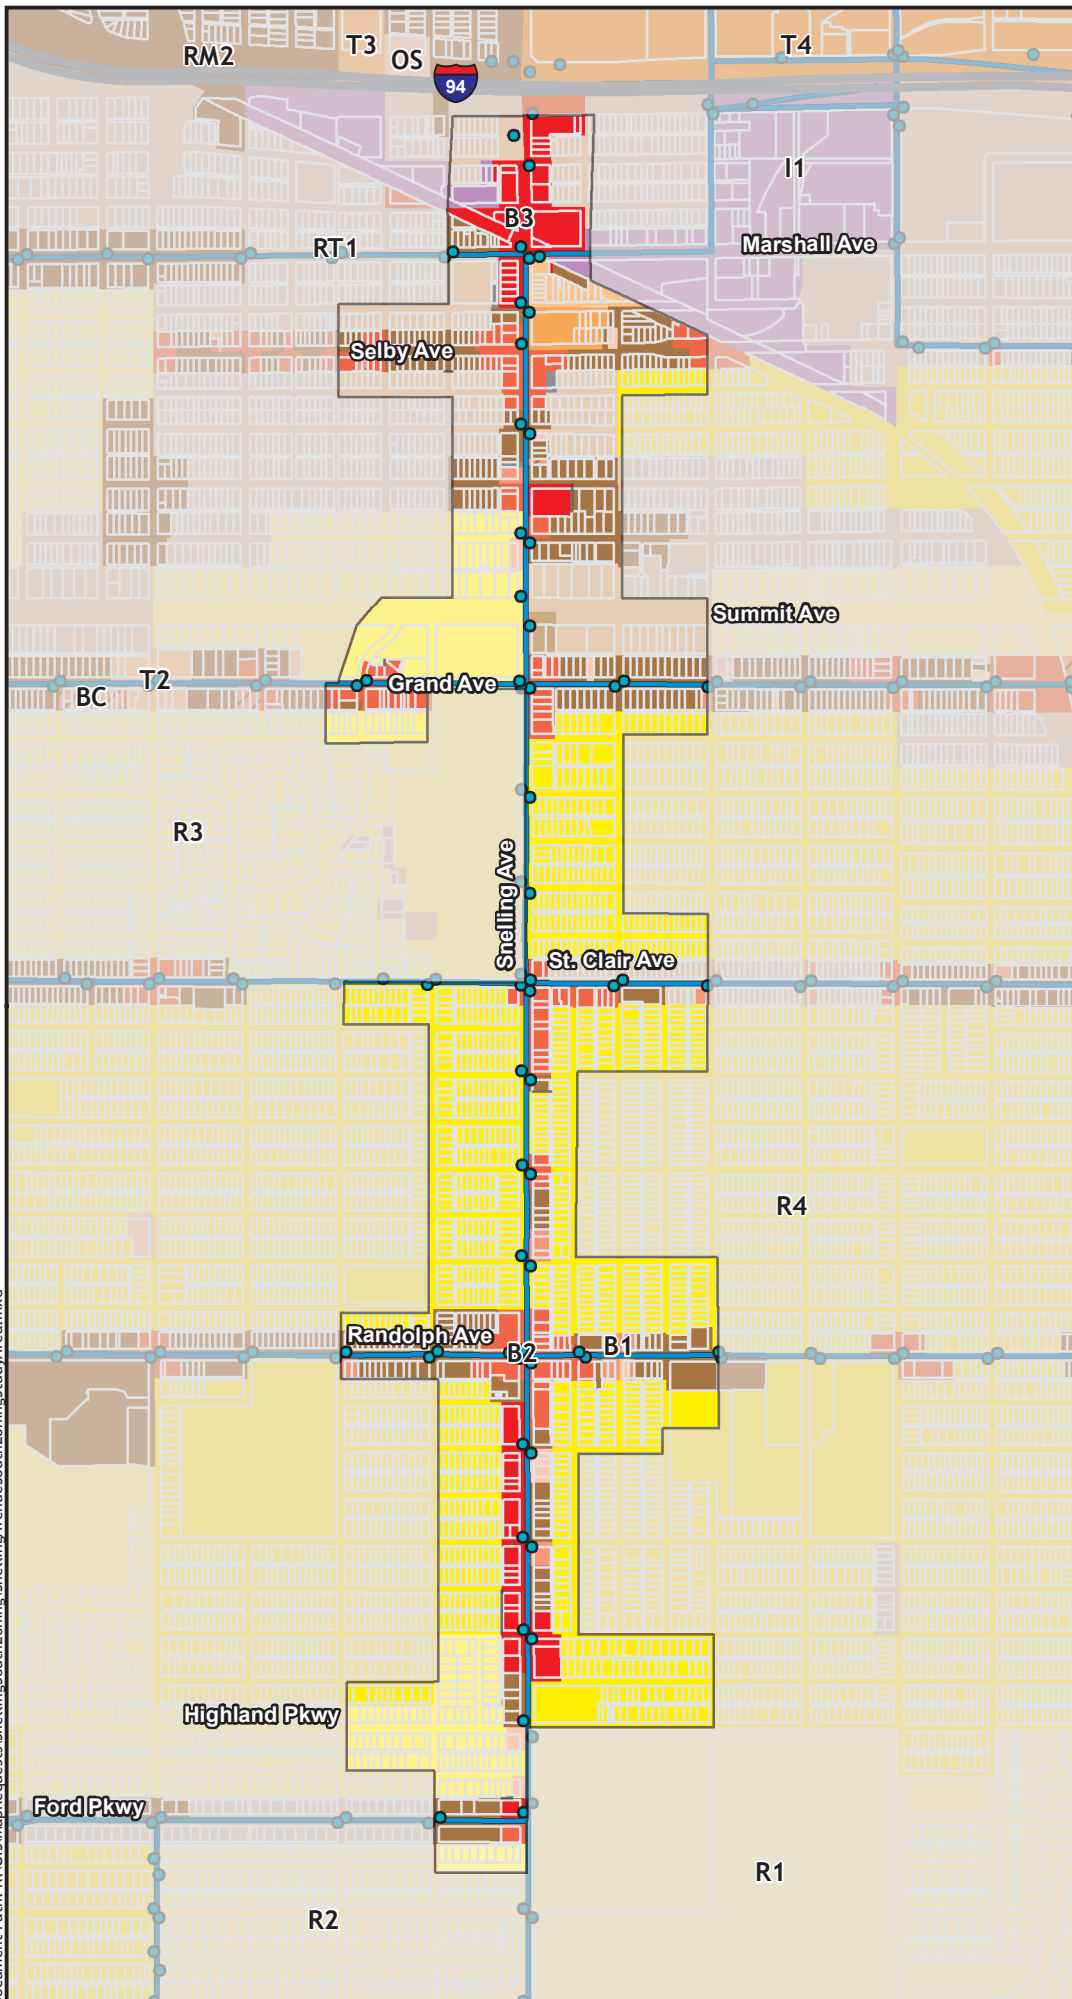 T3
T4
RM2
OS
94
I1
B3
Marshall Ave
RT1
Selby Ave
Summit Ave
T2
Grand Ave
BC
R3
Snelling Ave
St. Clair Ave
R4
Randolph Ave
B2
B1
Highland Pkwy
Ford Pkwy
R1
R2